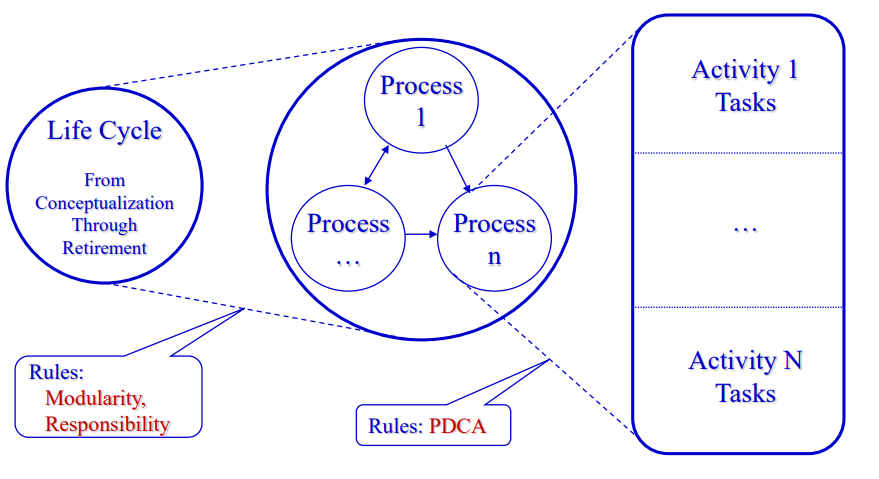 Life Cycle
From
Conceptualization
Through
Retirement
Process
1
Process
…
Process
n
Activity 1
Tasks
…
Activity N
Tasks
Rules:
Modularity,
Responsibility
Rules: PDCA